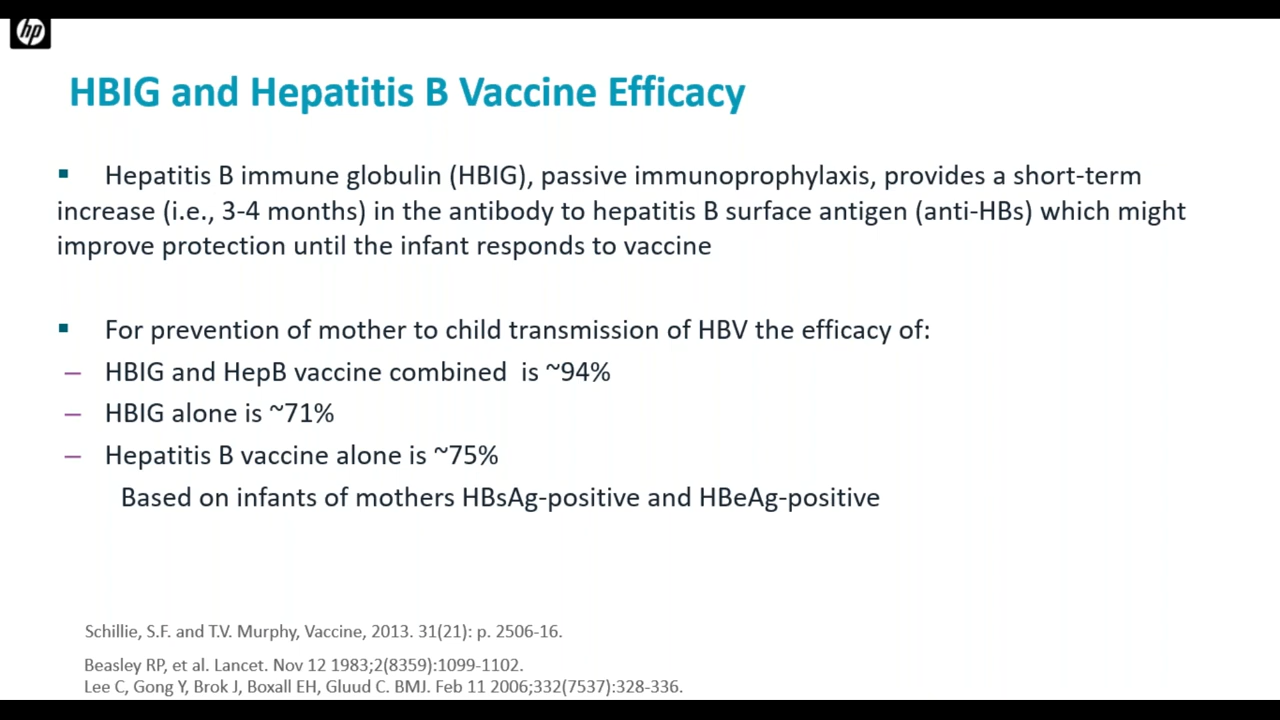 hp
HBIG and Hepatitis B Vaccine Efficacy
▪ Hepatitis B immune globulin (HBIG), passive immunoprophylaxis, provides a short-term
increase (i.e., 3-4 months) in the antibody to hepatitis B surface antigen (anti-HBs) which might
improve protection until the infant responds to vaccine
▪ For prevention of mother to child transmission of HBV the efficacy of:
– HBIG and HepB vaccine combined is ~94%
– HBIG alone is ~71%
– Hepatitis B vaccine alone is ~75%
Based on infants of mothers HBsAg-positive and HBeAg-positive
Schillie, S.F. and T.V. Murphy, Vaccine, 2013. 31(21): p. 2506-16.
Beasley RP, et al. Lancet. Nov 12 1983;2(8359):1099-1102.
Lee C, Gong Y, Brok J, Boxall EH, Gluud C. BMJ. Feb 11 2006;332(7537):328-336.